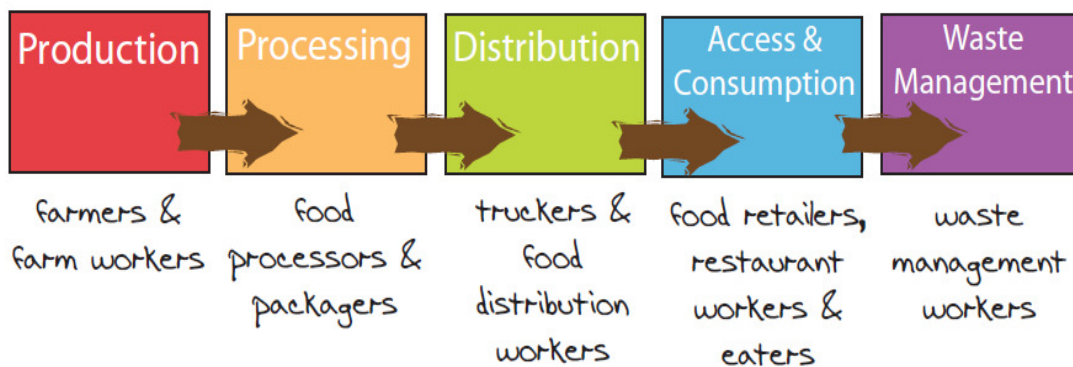 Production
Processing
Distribution
Access &
Consumption
Waste
Management
farmers &
farm workers
food
processors &
packagers
truckers &
food
distribution
workers
food retailers,
restaurant
workers &
eaters
waste
management
workers